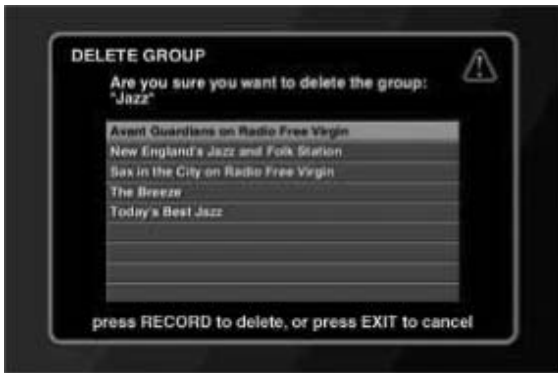 DELETE GROUP
Are you sure you want to delete the group:
"Jazz"
Avant Guardians on Radio Free Virgin
New England's Jazz and Folk Station
Sax in the City on Radio Free Virgin
The Breeze
Today's Best Jazz
press RECORD to delete, or press EXIT to cancel